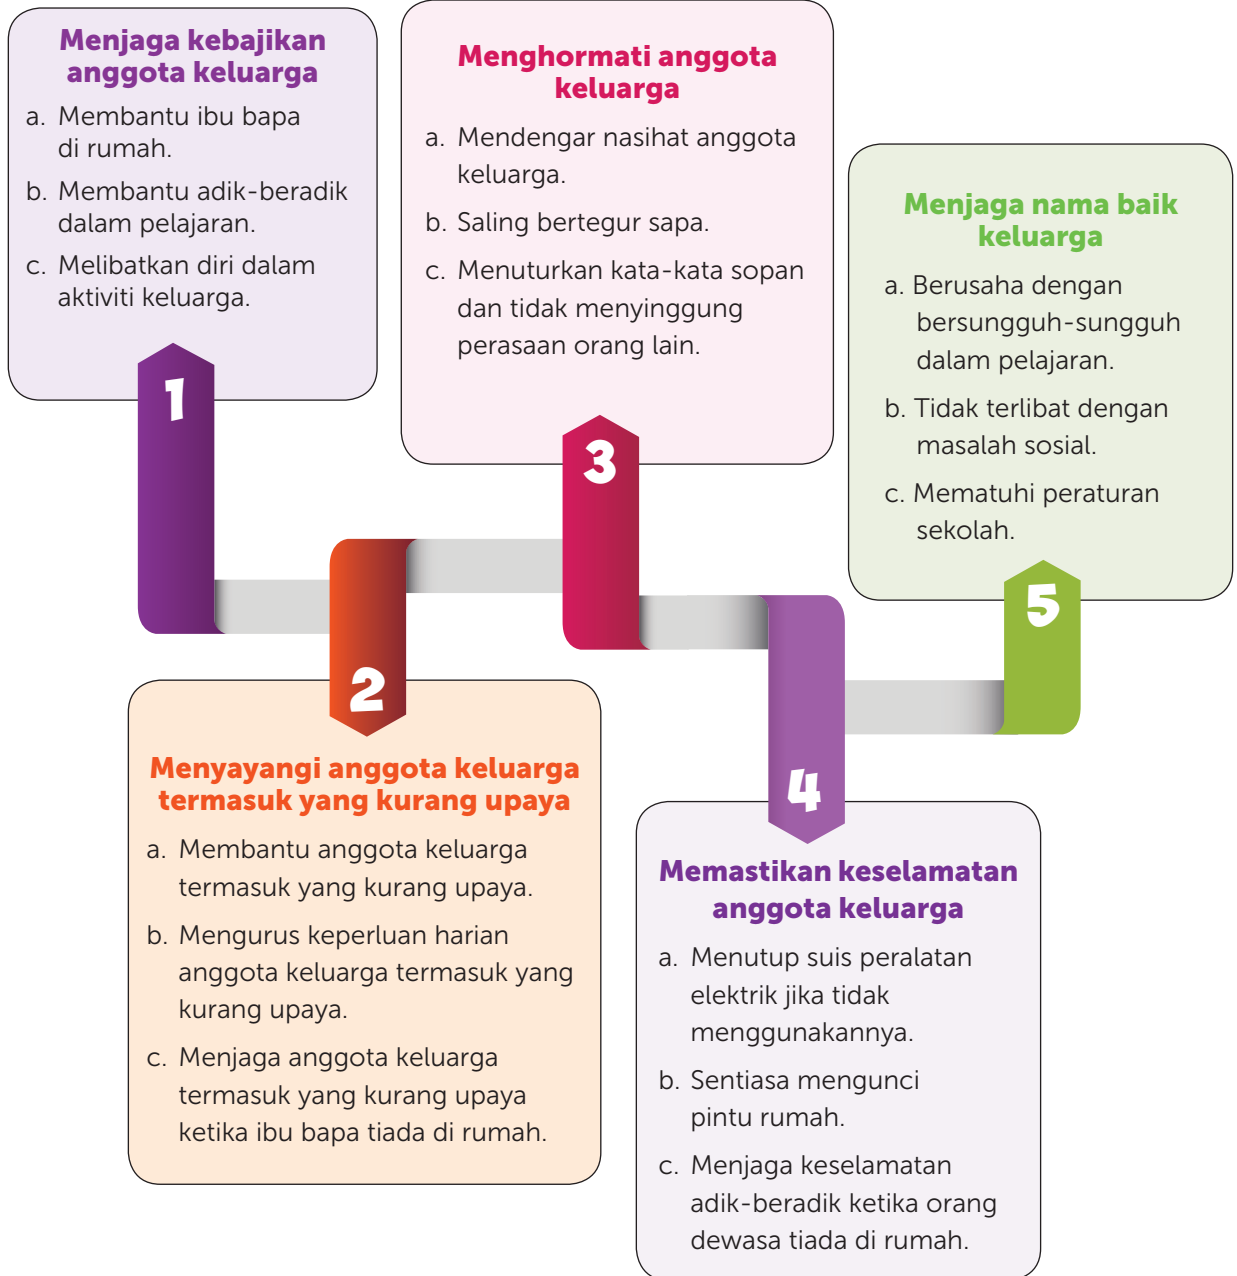 Menjaga kebajikan
anggota keluarga
a. Membantu ibu bapa
di rumah.
b. Membantu adik-beradik
dalam pelajaran.
c. Melibatkan diri dalam
aktiviti keluarga.
1
2
Menyayangi anggota keluarga
termasuk yang kurang upaya
a. Membantu anggota keluarga
termasuk yang kurang upaya.
b. Mengurus keperluan harian
anggota keluarga termasuk yang
kurang upaya.
c. Menjaga anggota keluarga
termasuk yang kurang upaya
ketika ibu bapa tiada di rumah.
Menghormati anggota
keluarga
a. Mendengar nasihat anggota
keluarga.
b. Saling bertegur sapa.
c. Menuturkan kata-kata sopan
dan tidak menyinggung
perasaan orang lain.
3
4
Memastikan keselamatan
anggota keluarga
a. Menutup suis peralatan
elektrik jika tidak
menggunakannya.
b. Sentiasa mengunci
pintu rumah.
c. Menjaga keselamatan
adik-beradik ketika orang
dewasa tiada di rumah.
Menjaga nama baik
keluarga
a. Berusaha dengan
bersungguh-sungguh
dalam pelajaran.
b. Tidak terlibat dengan
masalah sosial.
c. Mematuhi peraturan
sekolah.
5